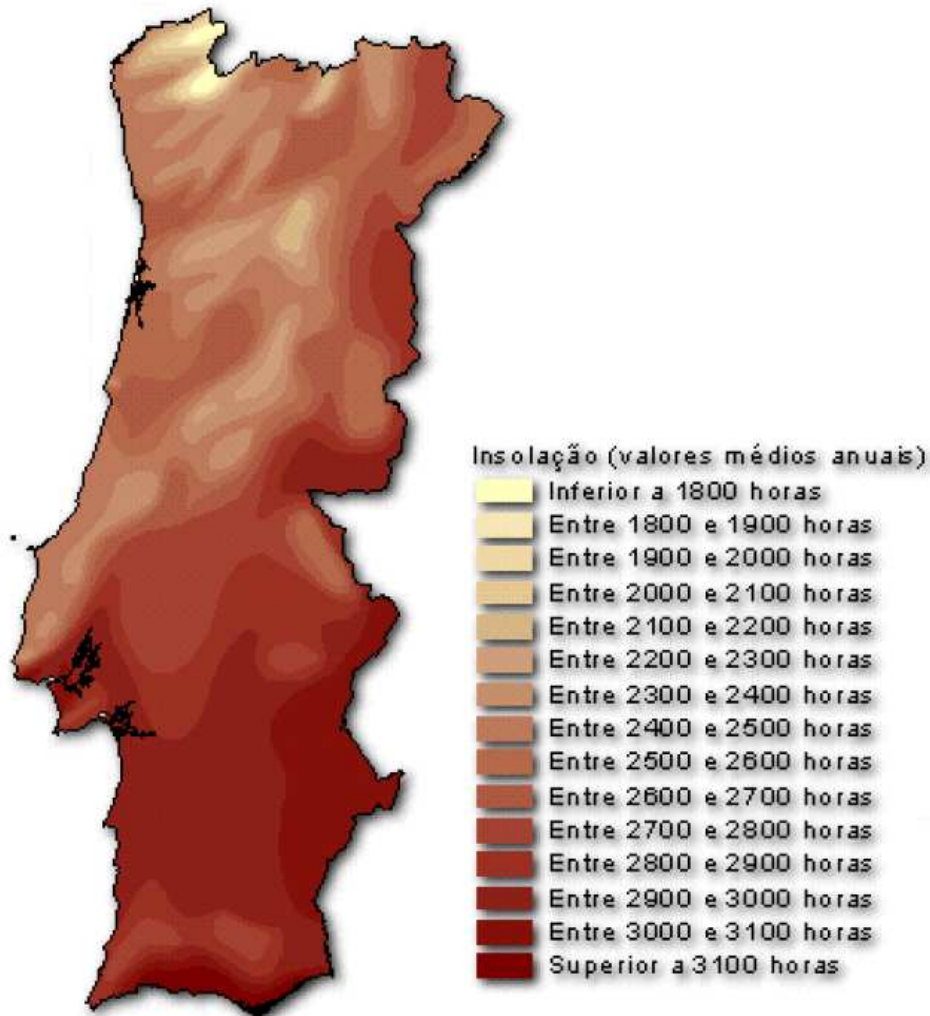 Insolação (valores médios anuais)
Inferior a 1800 horas
Entre 1800 e 1900 horas
Entre 1900 e 2000 horas
Entre 2000 e 2100 horas
Entre 2100 e 2200 horas
Entre 2200 e 2300 horas
Entre 2300 e 2400 horas
Entre 2400 e 2500 horas
Entre 2500 e 2600 horas
Entre 2600 e 2700 horas
Entre 2700 e 2800 horas
Entre 2800 e 2900 horas
Entre 2900 e 3000 horas
Entre 3000 e 3100 horas
Superior a 3100 horas